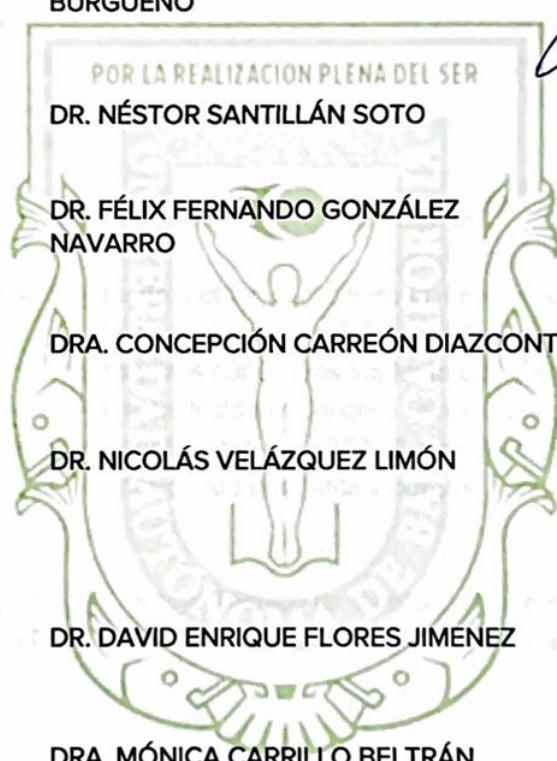 BURGUEÑO
POR LA REALIZACION PLENA DEL SER
DR. NÉSTOR SANTILLÁN SOTO
DR. FÉLIX FERNANDO GONZÁLEZ
NAVARRO
DRA. CONCEPCIÓN CARREÓN DIAZCONT
DR. NICOLÁS VELÁZQUEZ LIMÓN
DR. DAVID ENRIQUE FLORES JIMENEZ
DRA. MÓNICA CARRILLO BELTRÁN